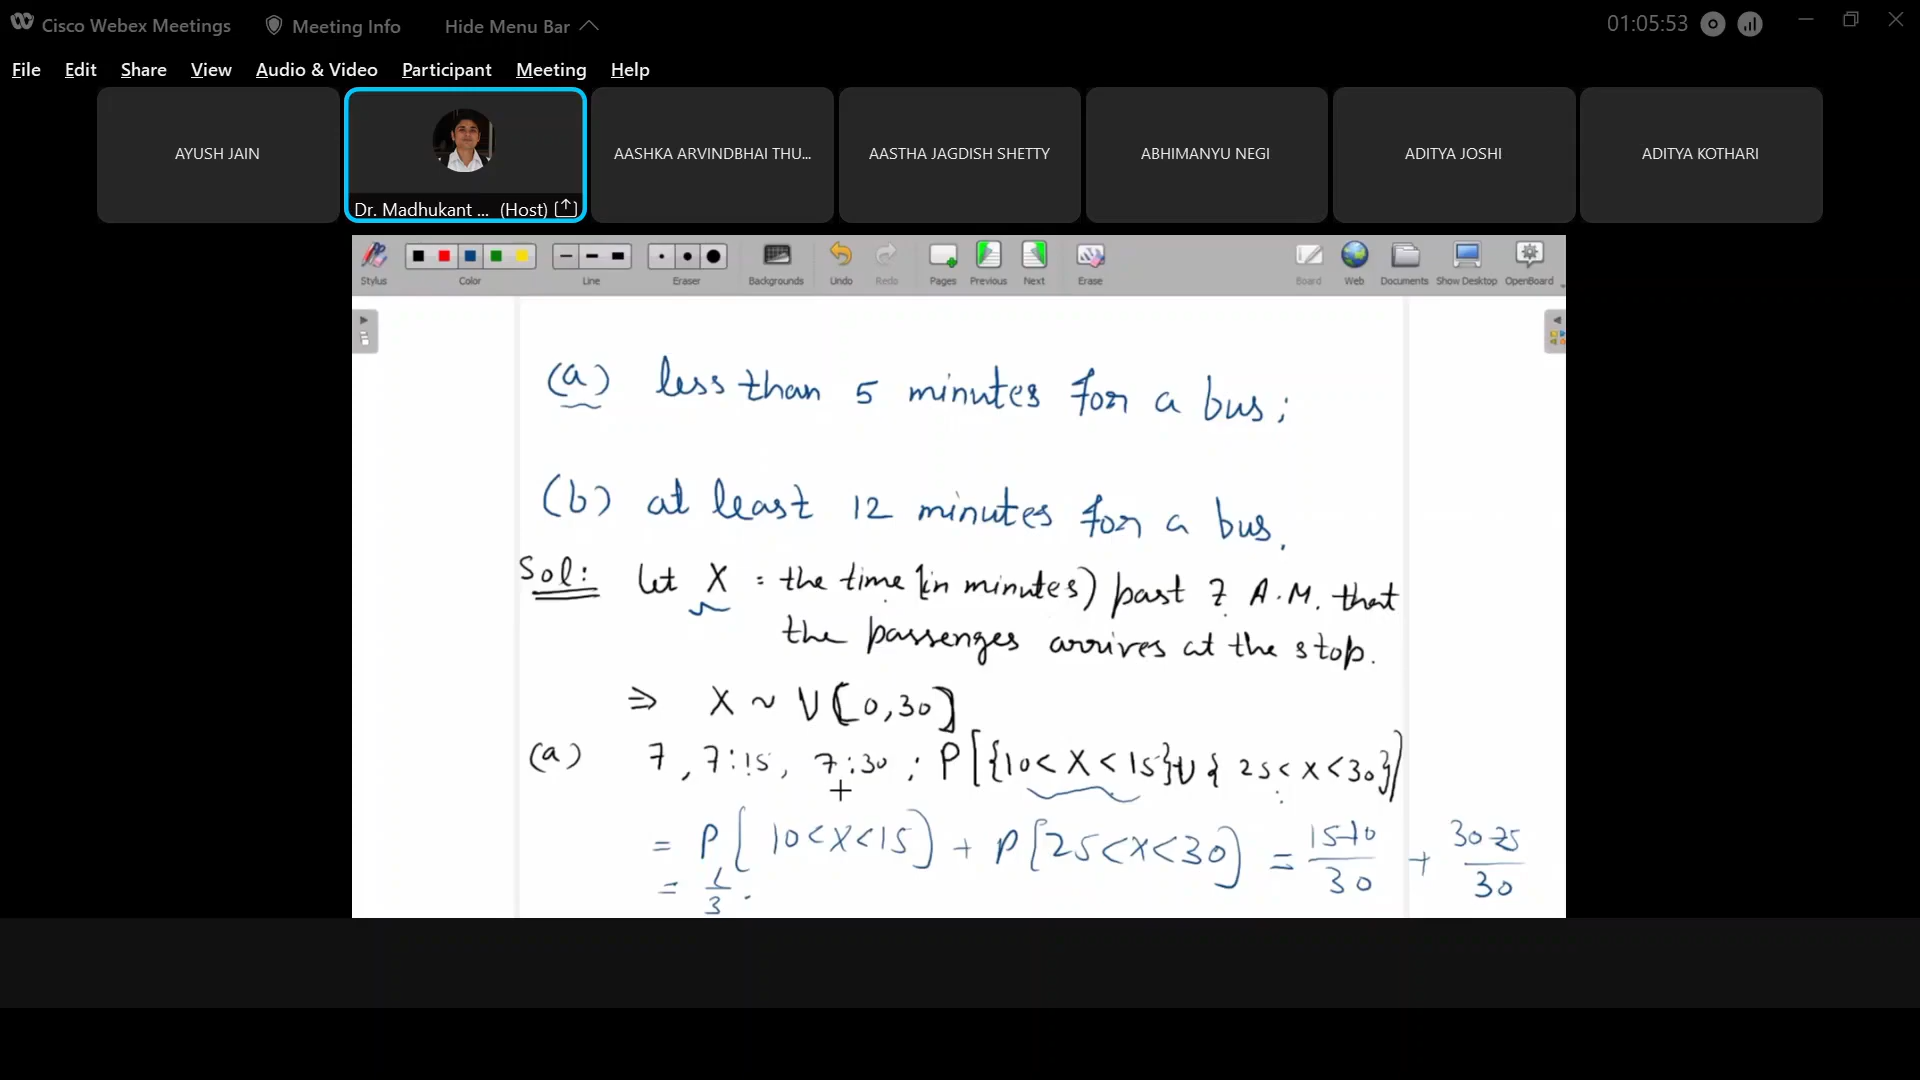 Cisco Webex Meetings Meeting Info Hide Menu Bar 01:05:53
File Edit Share View Audio & Video Participant Meeting Help
AYUSH JAIN
Dr. Madhukant ... (Host)
AASHKA ARVINDBHAI THU...
AASTHA JAGDISH SHETTY
ABHIMANYU NEGI
ADITYA JOSHI
ADITYA KOTHARI
Stylus Color Line Eraser Backgrounds Undo Redo Pages Previous Next Erase Board Web Documents Show Desktop OpenBoard
(a) less than 5 minutes for a bus;
(b) at least 12 minutes for a bus.
Sol: let X = the time (in minutes) past 7 A.M. that
the passenges arrives at the stop.
⇒ X ~ U[0,30]
(a) 7, 7:15, 7:30; P[{10<X<15}U{25<X<30}]
= P[10<X<15] + P[25<X<30] = 15-10/30 + 30-25/30
= 1/3.